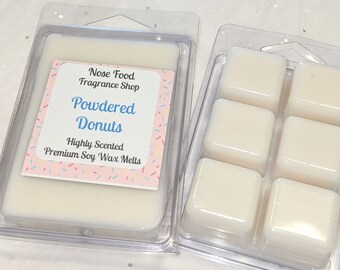 Nose Food
Fragrance Shop
Powdered
Donuts
Highly Scented
Premium Soy Wax Melts